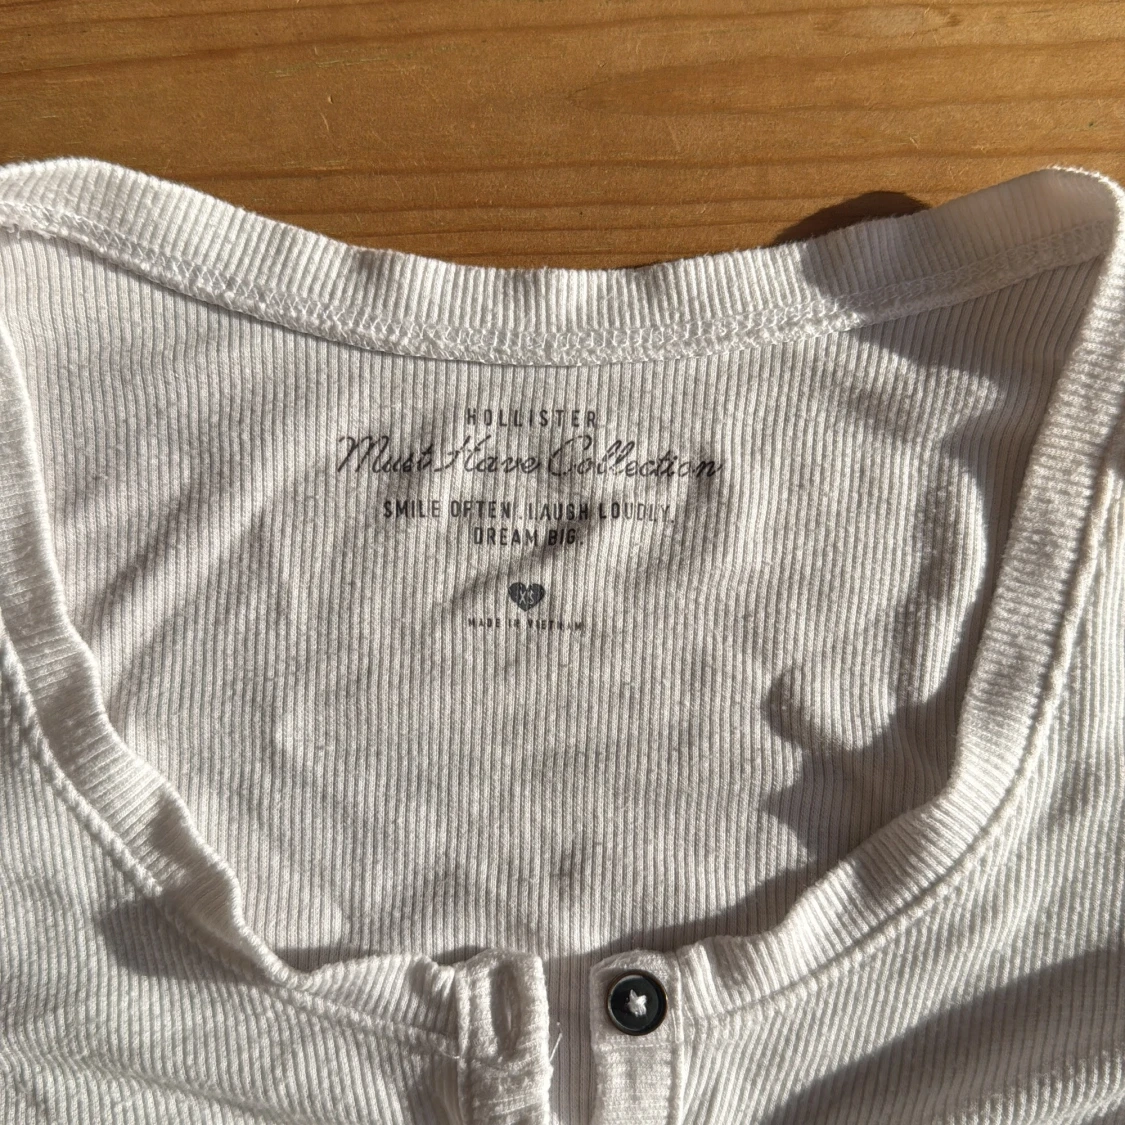 HOLLISTER
Must Have Collection
SMILE OFTEN. LAUGH LOUDLY.
DREAM BIG.
XS
MADE IN VIETNAM